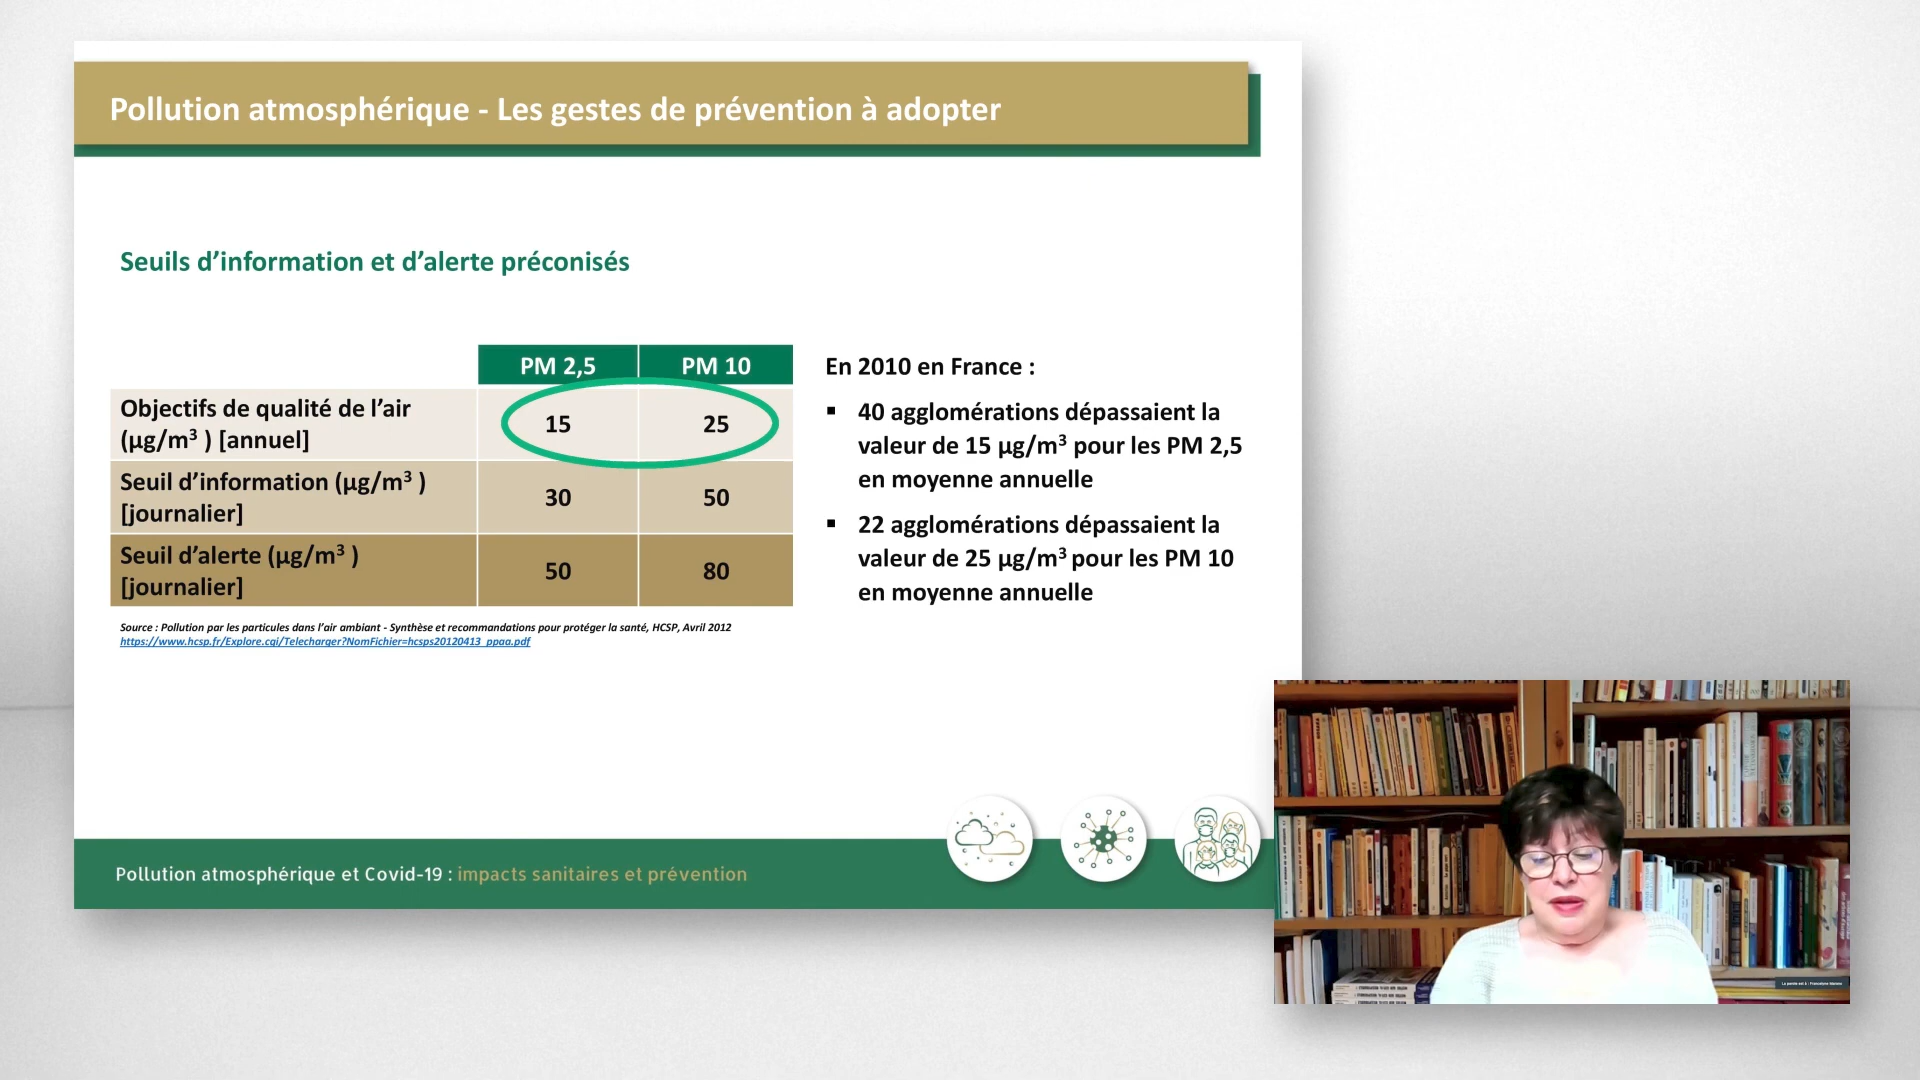 Pollution atmosphérique - Les gestes de prévention à adopter
Seuils d’information et d’alerte préconisés
PM 2,5 PM 10
Objectifs de qualité de l’air
(µg/m³ ) [annuel]
15 25
Seuil d’information (µg/m³ )
[journalier]
30 50
Seuil d’alerte (µg/m³ )
[journalier]
50 80
Source : Pollution par les particules dans l’air ambiant - Synthèse et recommandations pour protéger la santé, HCSP, Avril 2012
https://www.hcsp.fr/Explore.cgi/Telecharger?NomFichier=hcsps20120413_ppaa.pdf
En 2010 en France :
▪ 40 agglomérations dépassaient la
valeur de 15 µg/m³ pour les PM 2,5
en moyenne annuelle
▪ 22 agglomérations dépassaient la
valeur de 25 µg/m³ pour les PM 10
en moyenne annuelle
Pollution atmosphérique et Covid-19 : impacts sanitaires et prévention